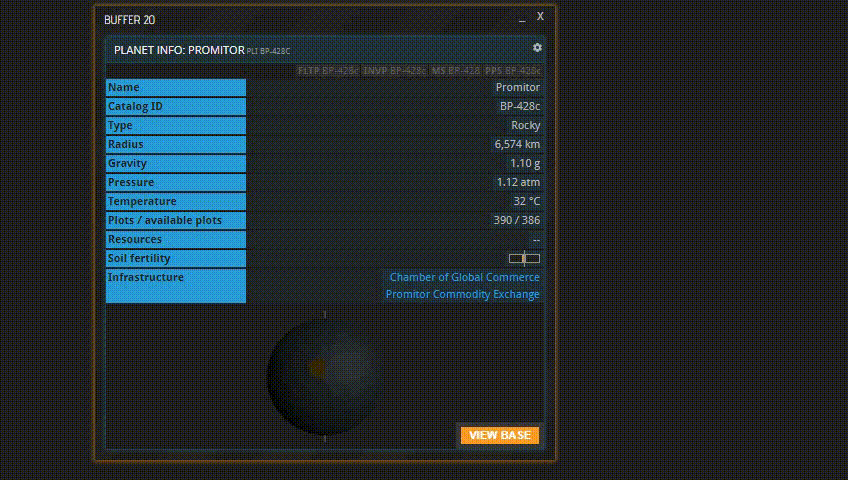 BUFFER 20 _ X
PLANET INFO: PROMITOR PLI BP-428C
FLTP BP-428c INVP BP-428c MS BP-428 PPS BP-428c
Name Promitor
Catalog ID BP-428c
Type Rocky
Radius 6,574 km
Gravity 1.10 g
Pressure 1.12 atm
Temperature 32 °C
Plots / available plots 390 / 386
Resources --
Soil fertility
Infrastructure Chamber of Global Commerce
Promitor Commodity Exchange
VIEW BASE